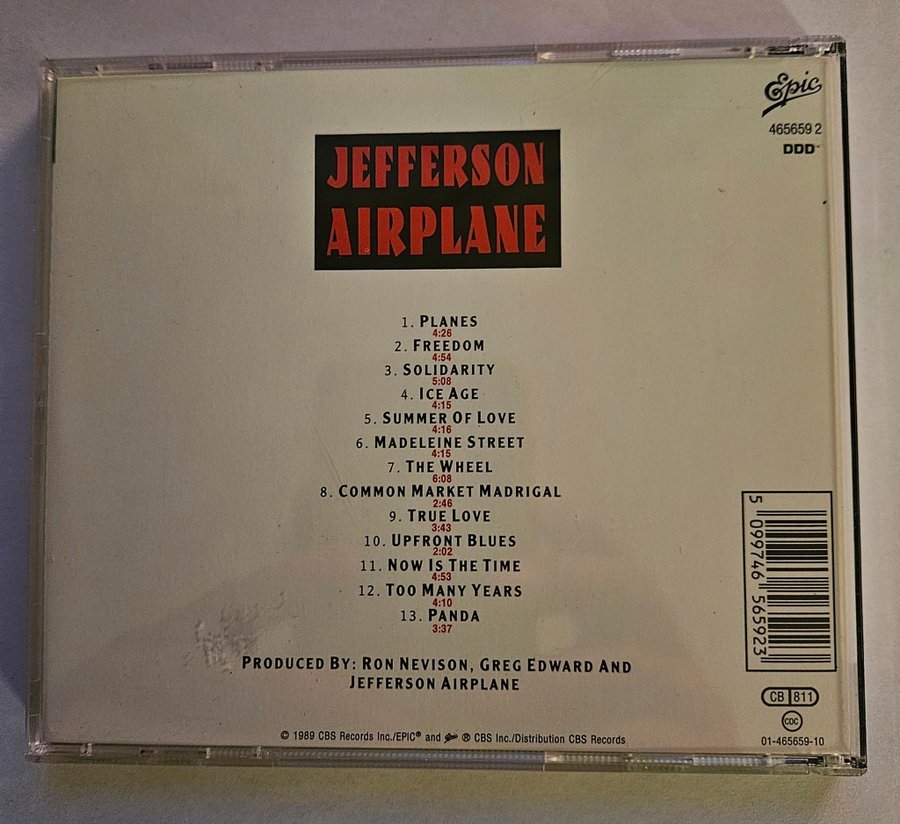 Epic
465659 2
DDD™
JEFFERSON
AIRPLANE
1. PLANES
4:26
2. FREEDOM
4:54
3. SOLIDARITY
5:08
4. ICE AGE
4:15
5. SUMMER OF LOVE
4:16
6. MADELEINE STREET
4:15
7. THE WHEEL
6:08
8. COMMON MARKET MADRIGAL
2:46
9. TRUE LOVE
3:43
10. UPFRONT BLUES
2:02
11. NOW IS THE TIME
4:53
12. TOO MANY YEARS
4:10
13. PANDA
3:37
PRODUCED BY: RON NEVISON, GREG EDWARD AND
JEFFERSON AIRPLANE
5 099746 565923
CB 811
CDC
01-465659-10
© 1989 CBS Records Inc./EPIC® and Epic ® CBS Inc./Distribution CBS Records